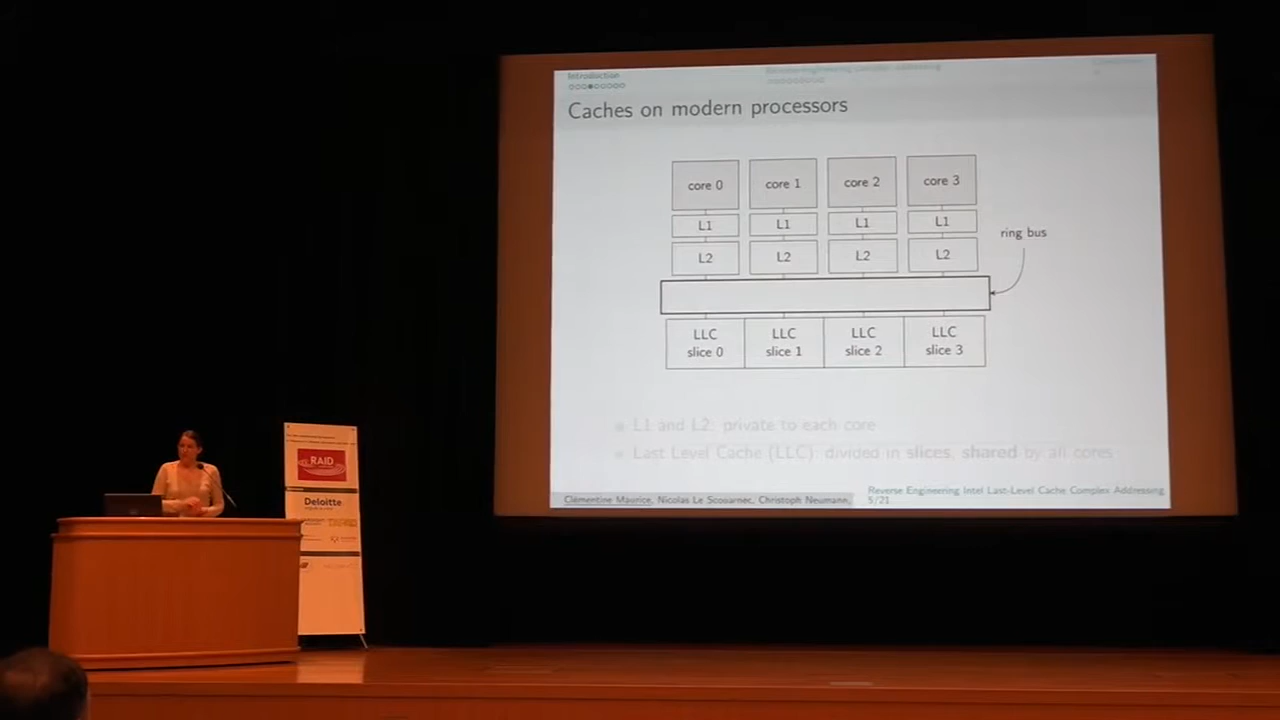 Introduction
Caches on modern processors
core 0
core 1
core 2
core 3
L1
L1
L1
L1
ring bus
L2
L2
L2
L2
LLC
slice 0
LLC
slice 1
LLC
slice 2
LLC
slice 3
L1 and L2: private to each core
Last Level Cache (LLC): divided in slices, shared by all cores
Clémentine Maurice, Nicolas Le Scouarnec, Christoph Neumann,
Reverse Engineering Intel Last-Level Cache Complex Addressing
5/21
RAID
Deloitte